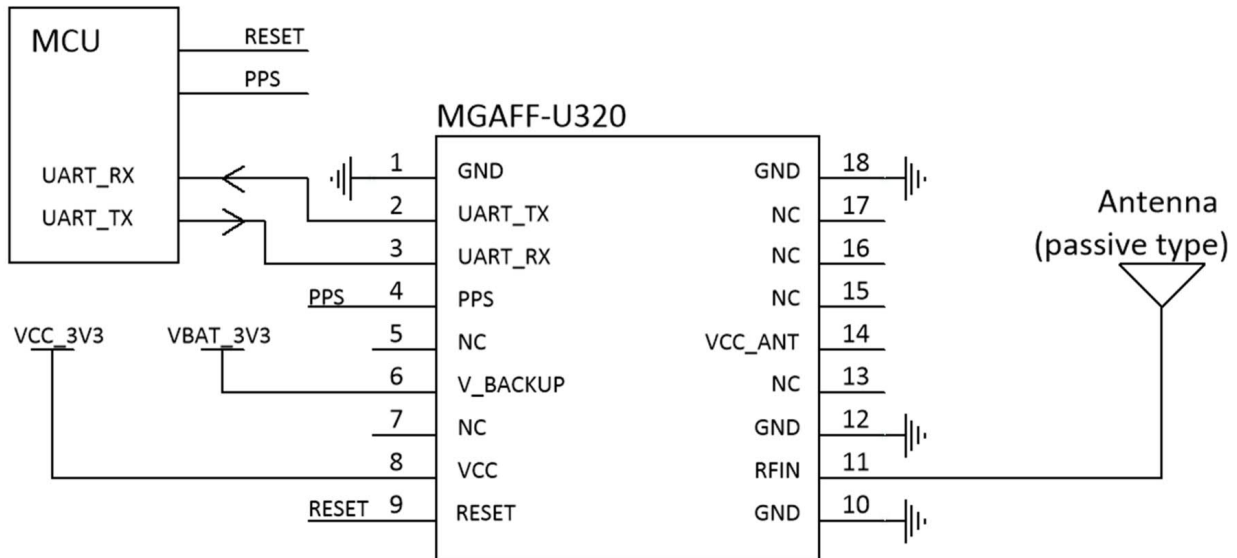 MCU
RESET
PPS
UART_RX
UART_TX
MGAFF-U320
1 GND
2 UART_TX
3 UART_RX
PPS 4 PPS
5 NC
6 V_BACKUP
7 NC
8 VCC
RESET 9 RESET
VCC_3V3
VBAT_3V3
GND 18
NC 17
NC 16
NC 15
VCC_ANT 14
NC 13
GND 12
RFIN 11
GND 10
Antenna
(passive type)